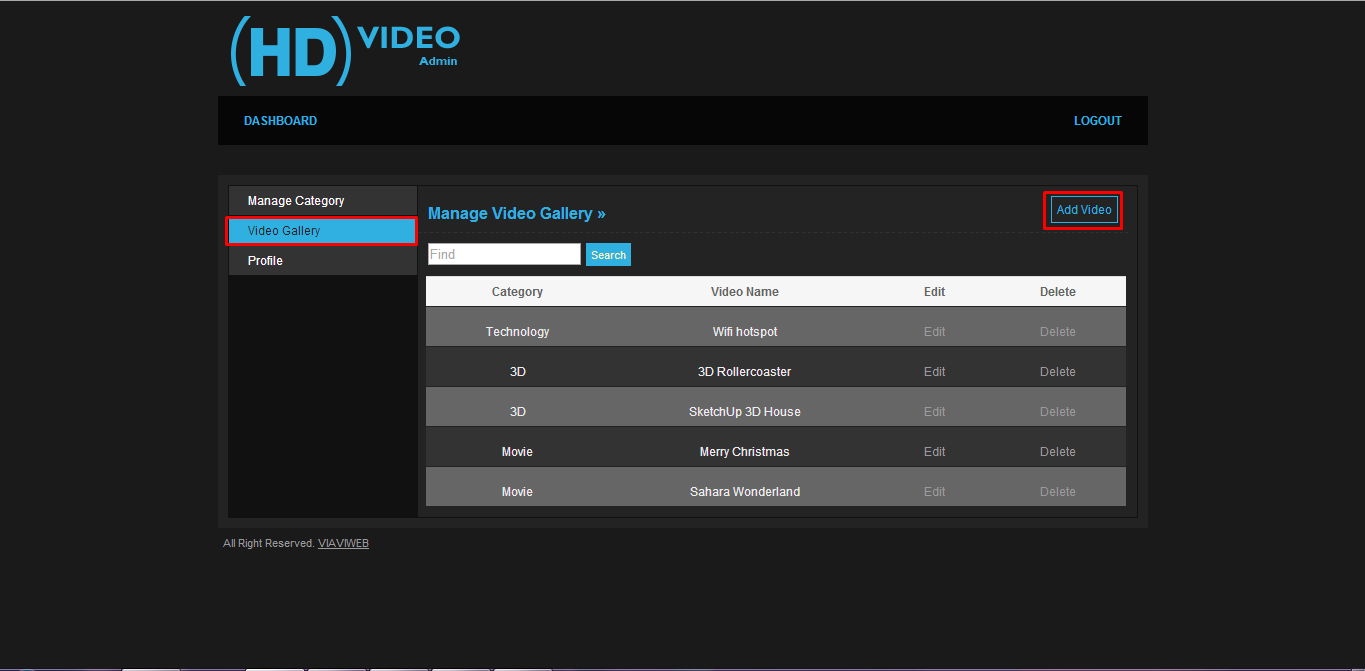 (HD) VIDEO
Admin
DASHBOARD LOGOUT
Manage Category
Video Gallery
Profile
Manage Video Gallery »
Add Video
Find Search
Category Video Name Edit Delete
Technology Wifi hotspot Edit Delete
3D 3D Rollercoaster Edit Delete
3D SketchUp 3D House Edit Delete
Movie Merry Christmas Edit Delete
Movie Sahara Wonderland Edit Delete
All Right Reserved. VIAVIWEB